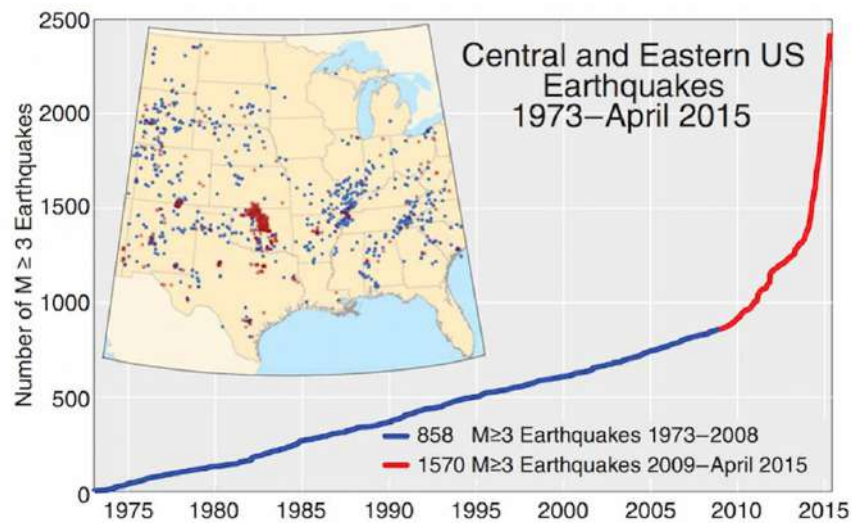 Central and Eastern US
Earthquakes
1973–April 2015
Number of M ≥ 3 Earthquakes
2500
2000
1500
1000
500
0
858 M≥3 Earthquakes 1973–2008
1570 M≥3 Earthquakes 2009–April 2015
1975 1980 1985 1990 1995 2000 2005 2010 2015